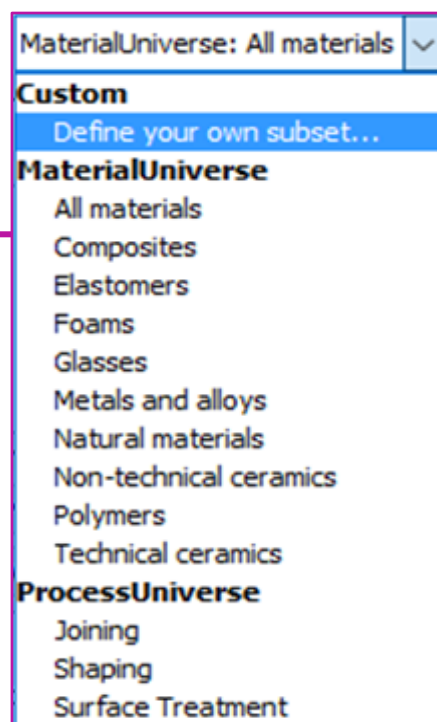 MaterialUniverse: All materials
Custom
Define your own subset...
MaterialUniverse
All materials
Composites
Elastomers
Foams
Glasses
Metals and alloys
Natural materials
Non-technical ceramics
Polymers
Technical ceramics
ProcessUniverse
Joining
Shaping
Surface Treatment